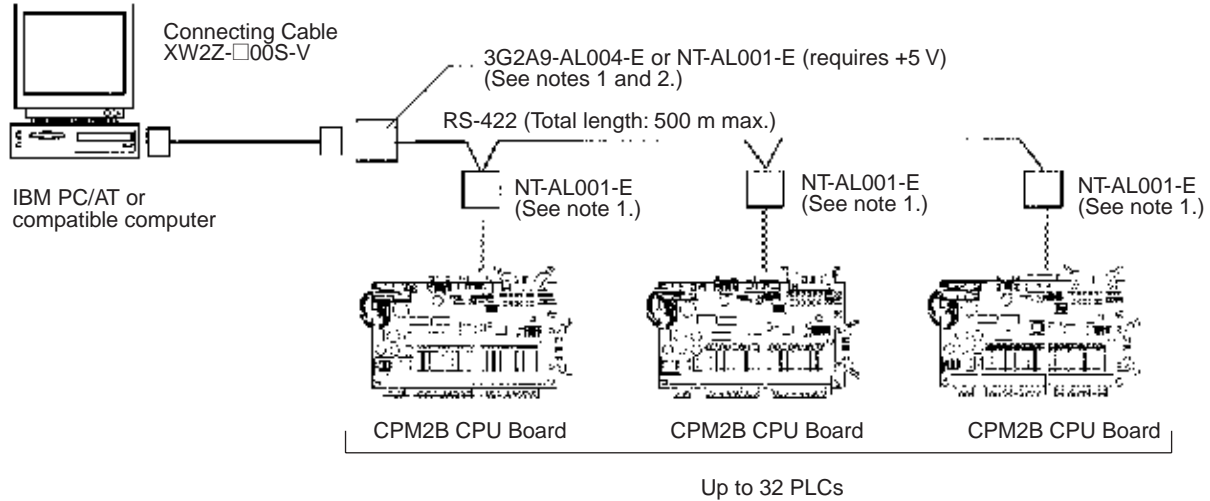 Connecting Cable
XW2Z-□00S-V
3G2A9-AL004-E or NT-AL001-E (requires +5 V)
(See notes 1 and 2.)
RS-422 (Total length: 500 m max.)
IBM PC/AT or
compatible computer
NT-AL001-E
(See note 1.)
NT-AL001-E
(See note 1.)
NT-AL001-E
(See note 1.)
CPM2B CPU Board
CPM2B CPU Board
CPM2B CPU Board
Up to 32 PLCs